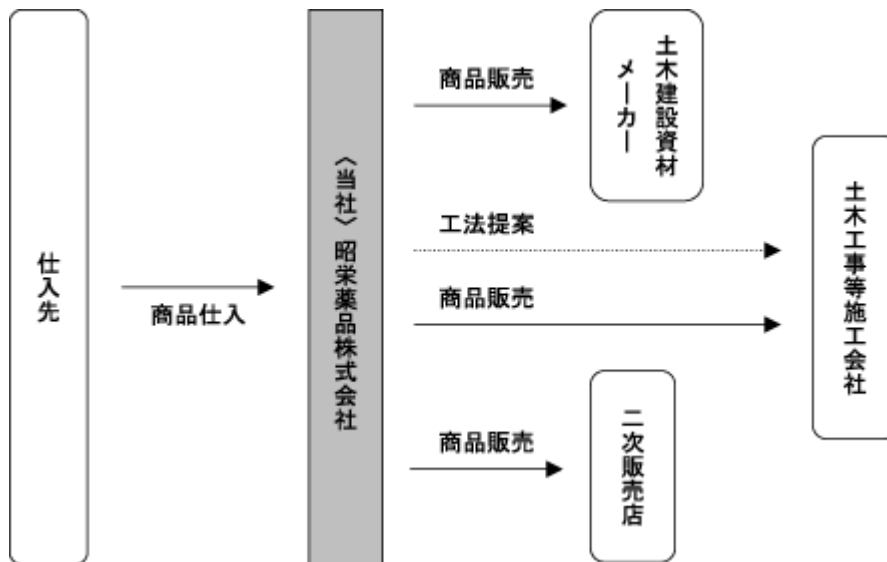 仕入先
商品仕入
〈当社〉昭栄薬品株式会社
商品販売
土木建設資材
メーカー
工法提案
商品販売
土木工事等施工会社
商品販売
二次販売店